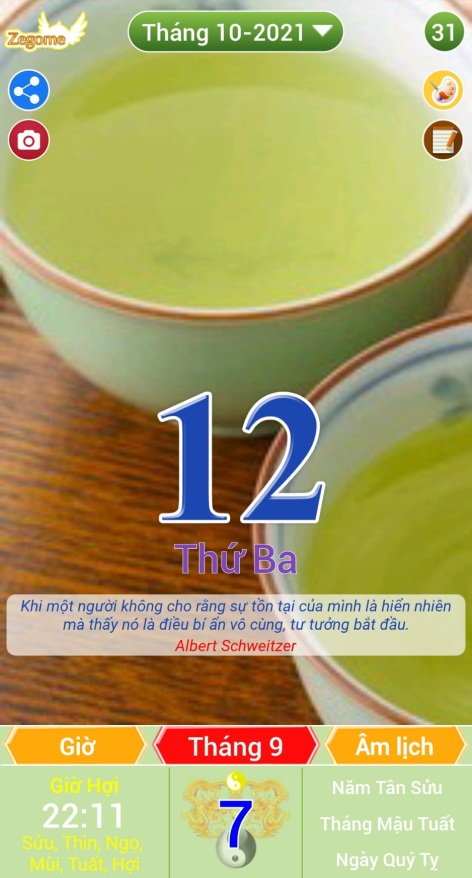 Zegome
Tháng 10-2021
31
12
Thứ Ba
Khi một người không cho rằng sự tồn tại của mình là hiển nhiên
mà thấy nó là điều bí ẩn vô cùng, tư tưởng bắt đầu.
Albert Schweitzer
Giờ
Tháng 9
Âm lịch
Giờ Hợi
22:11
Sửu, Thìn, Ngọ,
Mùi, Tuất, Hợi
7
Năm Tân Sửu
Tháng Mậu Tuất
Ngày Quý Tỵ